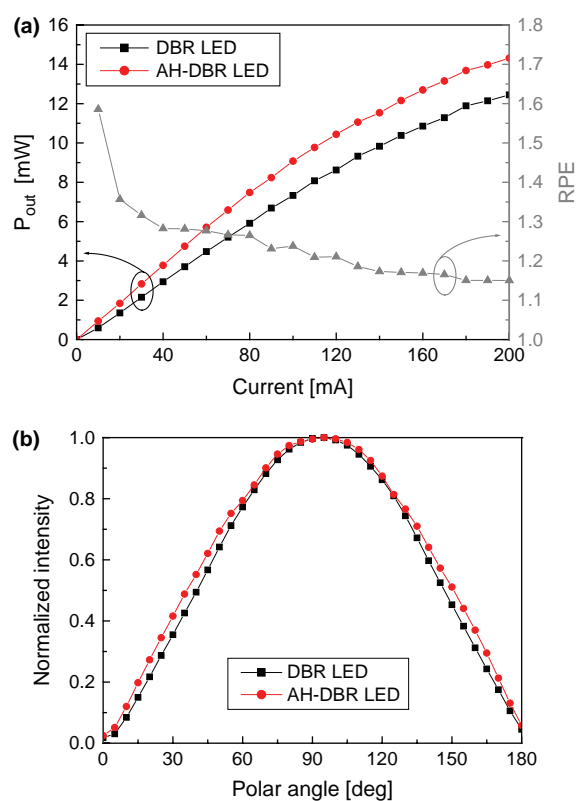 (a)
DBR LED
AH-DBR LED
16
14
12
10
8
6
4
2
0
P_out [mW]
1.8
1.7
1.6
1.5
1.4
1.3
1.2
1.1
1.0
RPE
0 40 80 120 160 200
Current [mA]
(b)
1.0
0.8
0.6
0.4
0.2
0.0
Normalized intensity
DBR LED
AH-DBR LED
0 30 60 90 120 150 180
Polar angle [deg]